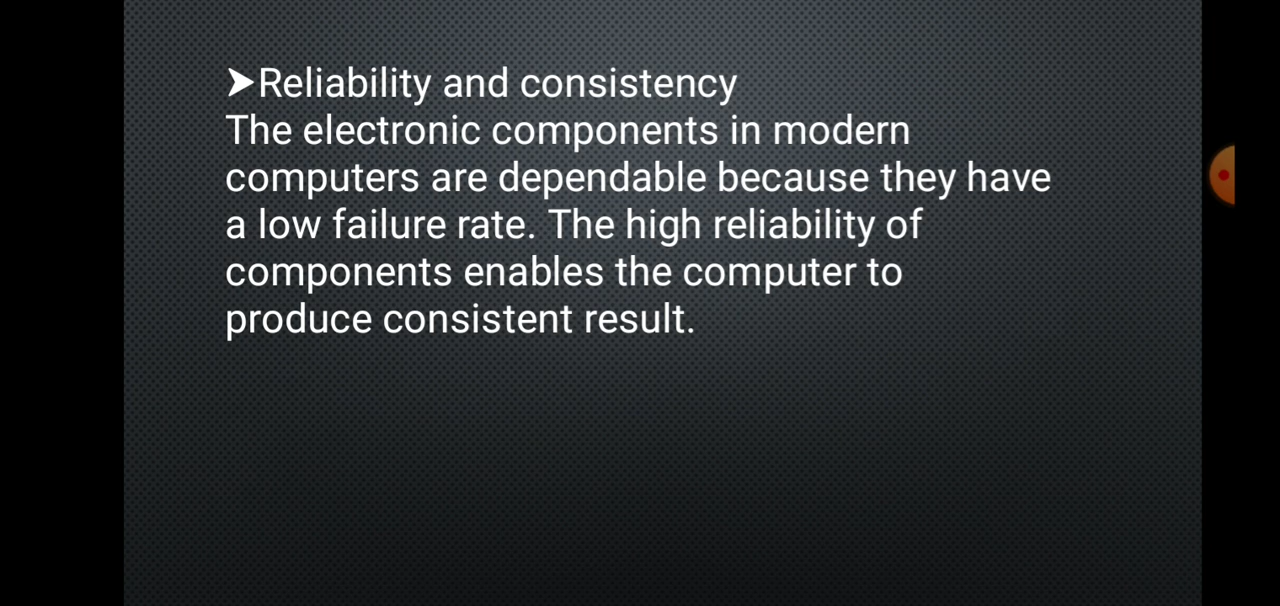 ➤Reliability and consistency
The electronic components in modern
computers are dependable because they have
a low failure rate. The high reliability of
components enables the computer to
produce consistent result.